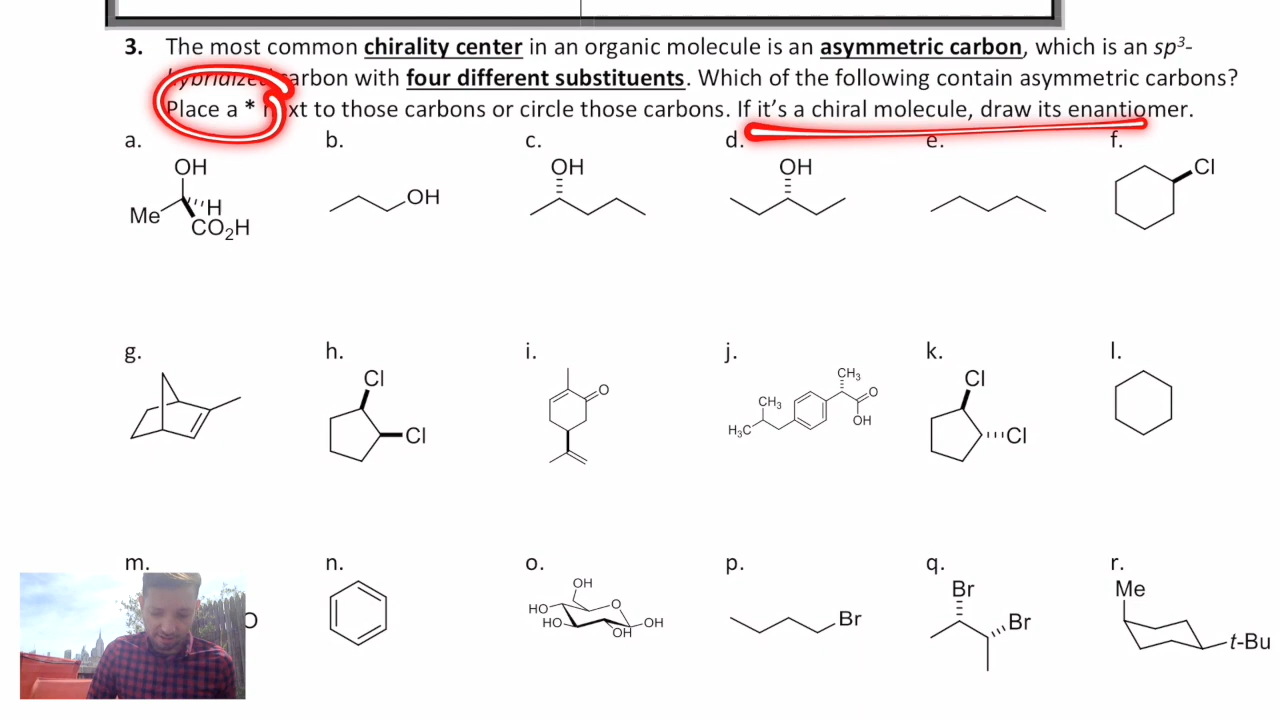 3. The most common chirality center in an organic molecule is an asymmetric carbon, which is an sp³-
hybridized carbon with four different substituents. Which of the following contain asymmetric carbons?
Place a * next to those carbons or circle those carbons. If it's a chiral molecule, draw its enantiomer.
a. b. c. d. e. f.
OH OH OH Cl
Me H OH
CO₂H
g. h. i. j. k. l.
Cl O CH₃ Cl
CH₃ O
H₃C Cl OH Cl
m. n. o. p. q. r.
OH Br Me
HO O
O HO OH OH Br Br t-Bu